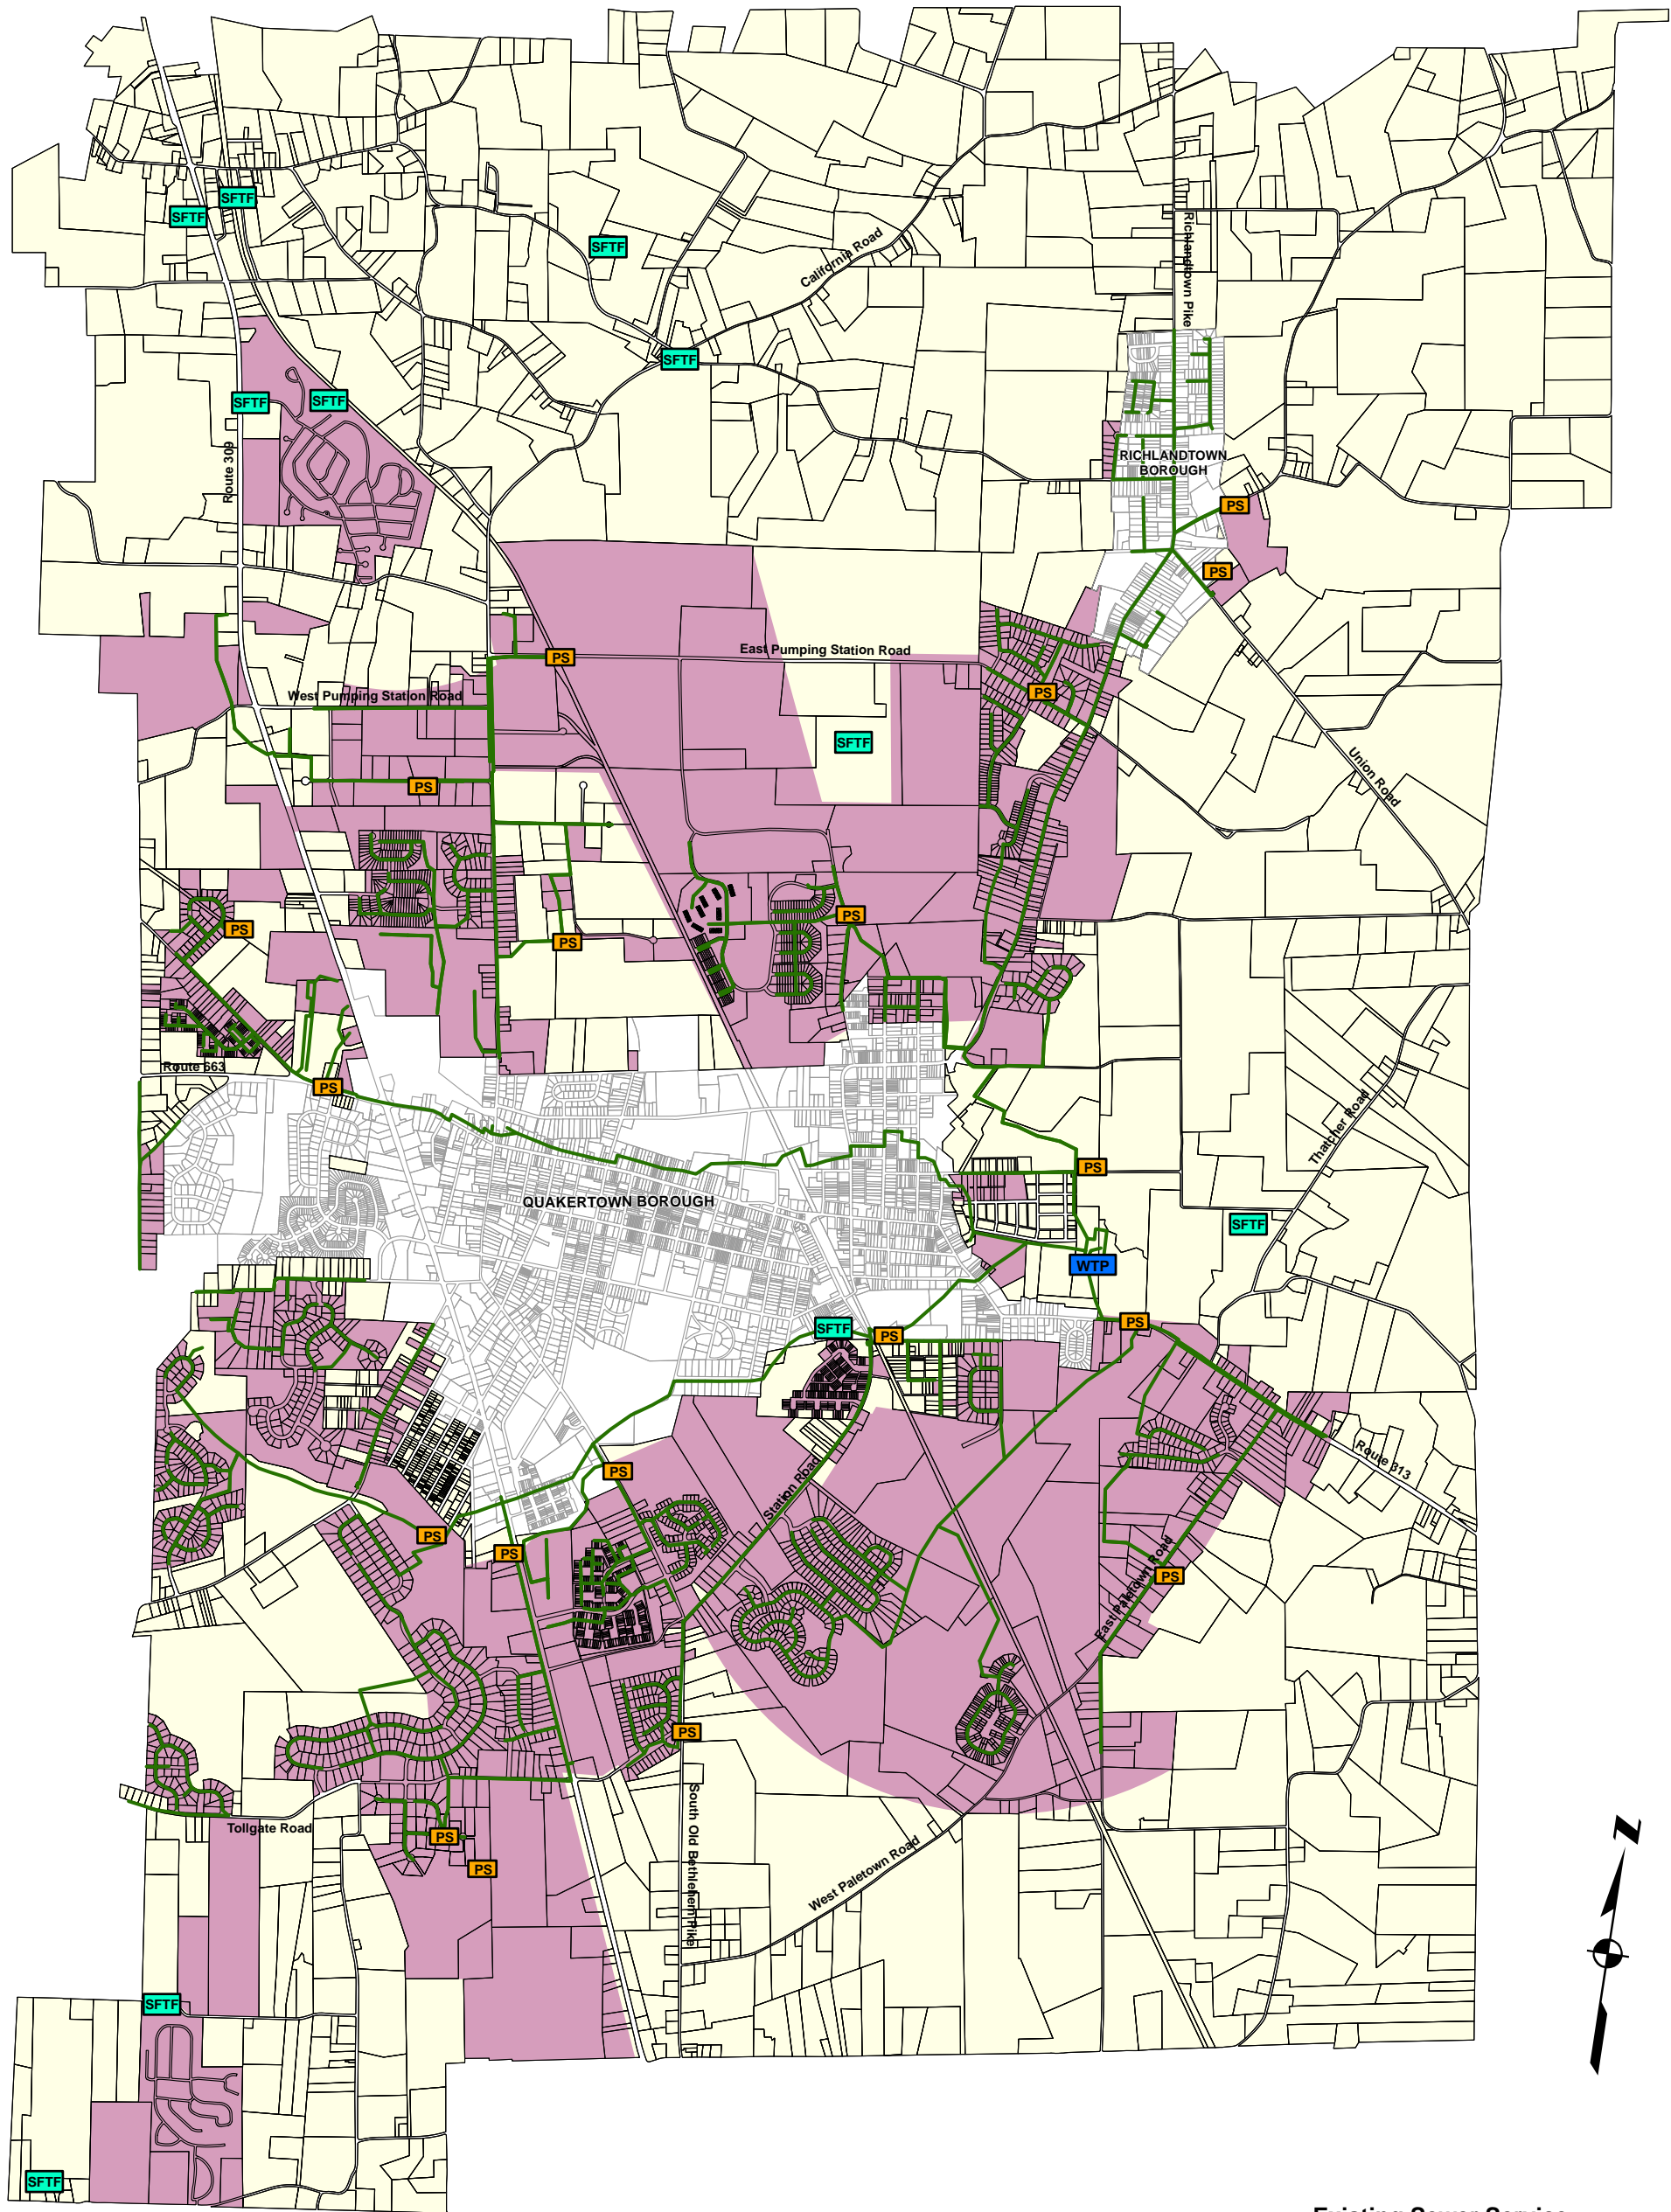 SFTF
SFTF
SFTF
California Road
Richlandtown Pike
SFTF
SFTF
SFTF
Route 309
RICHLANDTOWN
BOROUGH
PS
PS
East Pumping Station Road
PS
West Pumping Station Road
PS
SFTF
PS
Union Road
PS
PS
PS
Route 663
PS
Thatcher Road
PS
QUAKERTOWN BOROUGH
SFTF
WTP
PS
SFTF
PS
Route 313
PS
Station Road
PS
PS
East Paletown Road
PS
PS
South Old Bethlehem Pike
Tollgate Road
PS
West Paletown Road
PS
SFTF
SFTF
N
Existing Sewer Service